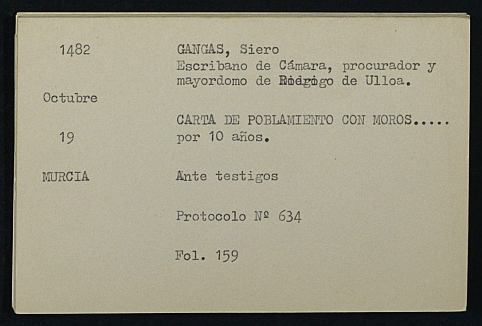 1482 GANGAS, Siero
Escribano de Cámara, procurador y
mayordomo de Rodrigo de Ulloa.
Octubre
CARTA DE POBLAMIENTO CON MOROS.....
19 por 10 años.
MURCIA Ante testigos
Protocolo Nº 634
Fol. 159